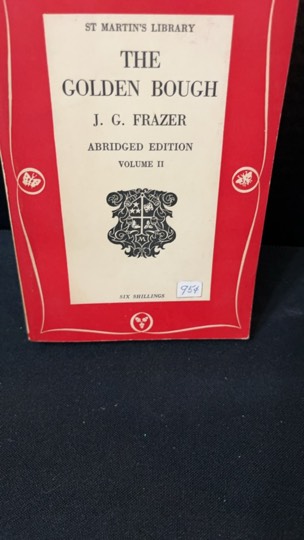 ST MARTIN'S LIBRARY
THE
GOLDEN BOUGH
J. G. FRAZER
ABRIDGED EDITION
VOLUME II
SIX SHILLINGS